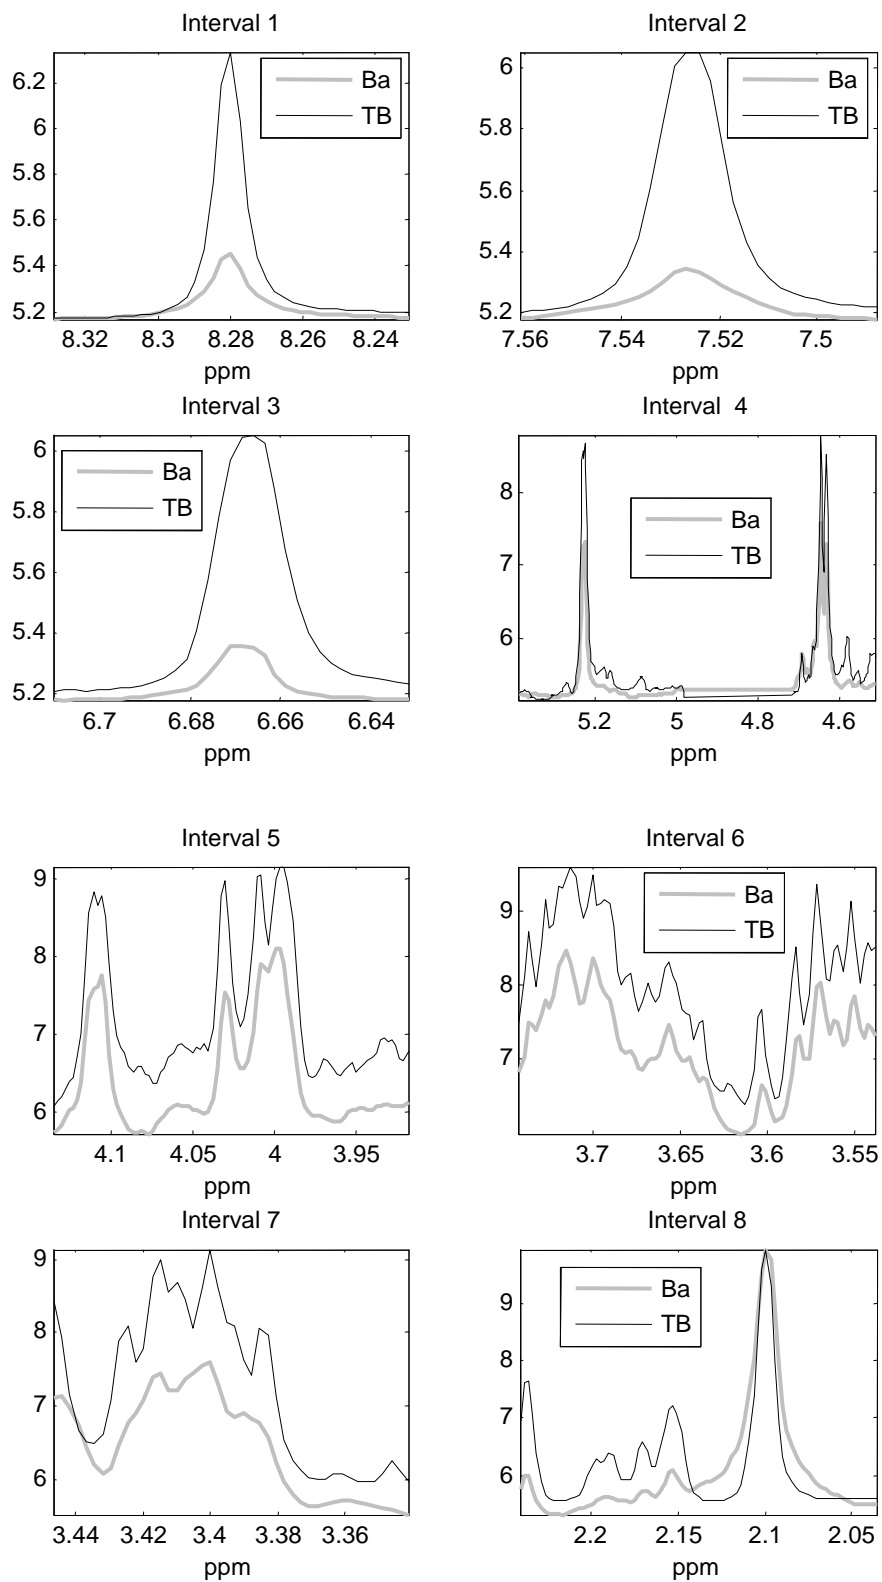 Interval 1
6.2
6
5.8
5.6
5.4
5.2
Ba
TB
8.32 8.3 8.28 8.26 8.24
ppm
Interval 2
6
5.8
5.6
5.4
5.2
Ba
TB
7.56 7.54 7.52 7.5
ppm
Interval 3
6
5.8
5.6
5.4
5.2
Ba
TB
6.7 6.68 6.66 6.64
ppm
Interval 4
8
7
6
Ba
TB
5.2 5 4.8 4.6
ppm
Interval 5
9
8
7
6
4.1 4.05 4 3.95
ppm
Interval 6
9
8
7
Ba
TB
3.7 3.65 3.6 3.55
ppm
Interval 7
9
8
7
6
3.44 3.42 3.4 3.38 3.36
ppm
Interval 8
9
8
7
6
Ba
TB
2.2 2.15 2.1 2.05
ppm